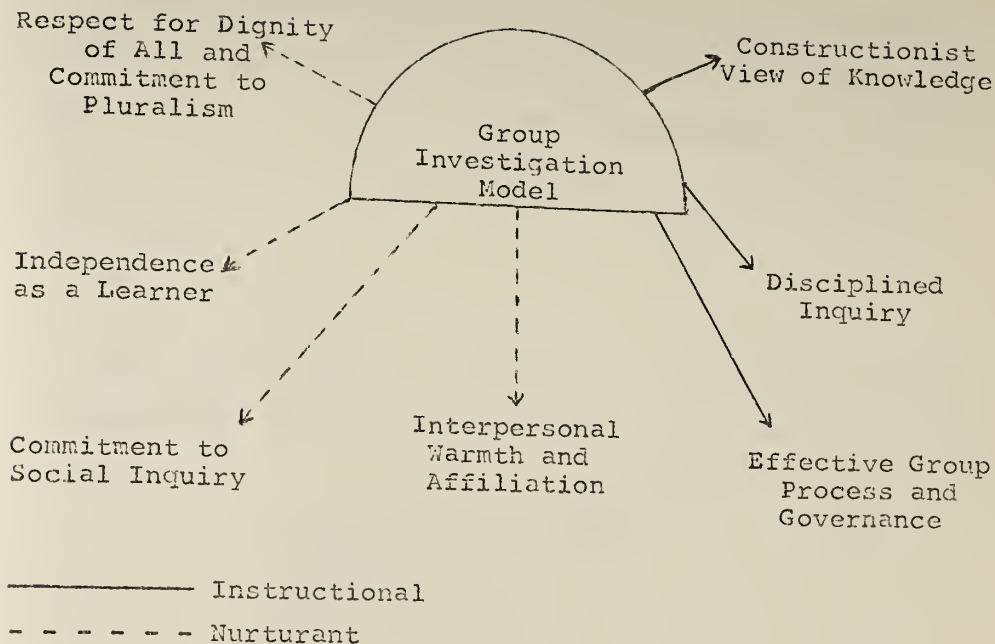 Respect for Dignity
of All and
Commitment to
Pluralism
Constructionist
View of Knowledge
Group
Investigation
Model
Independence
as a Learner
Disciplined
Inquiry
Commitment to
Social Inquiry
Interpersonal
Warmth and
Affiliation
Effective Group
Process and
Governance
Instructional
Nurturant